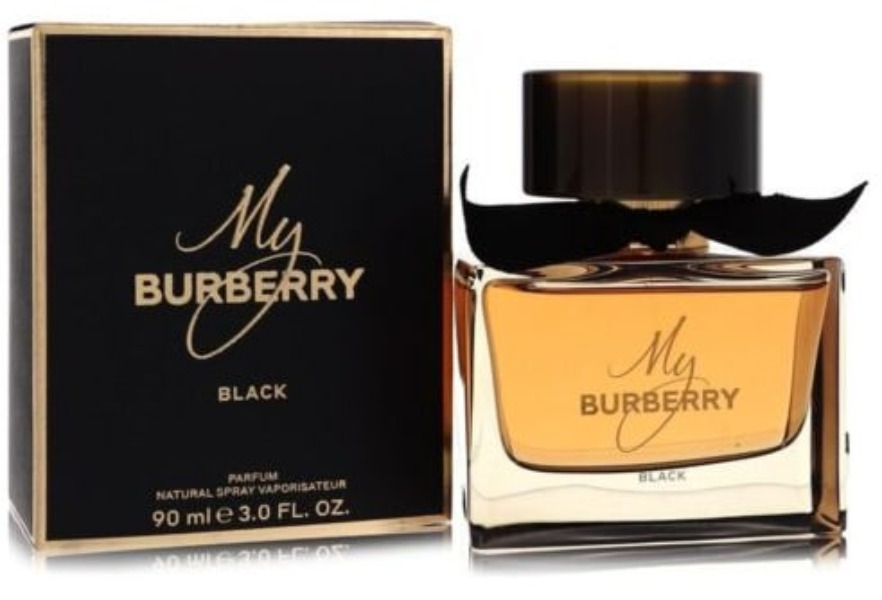 My
BURBERRY
BLACK
PARFUM
NATURAL SPRAY VAPORISATEUR
90 ml ℮ 3.0 FL. OZ.
My
BURBERRY
BLACK